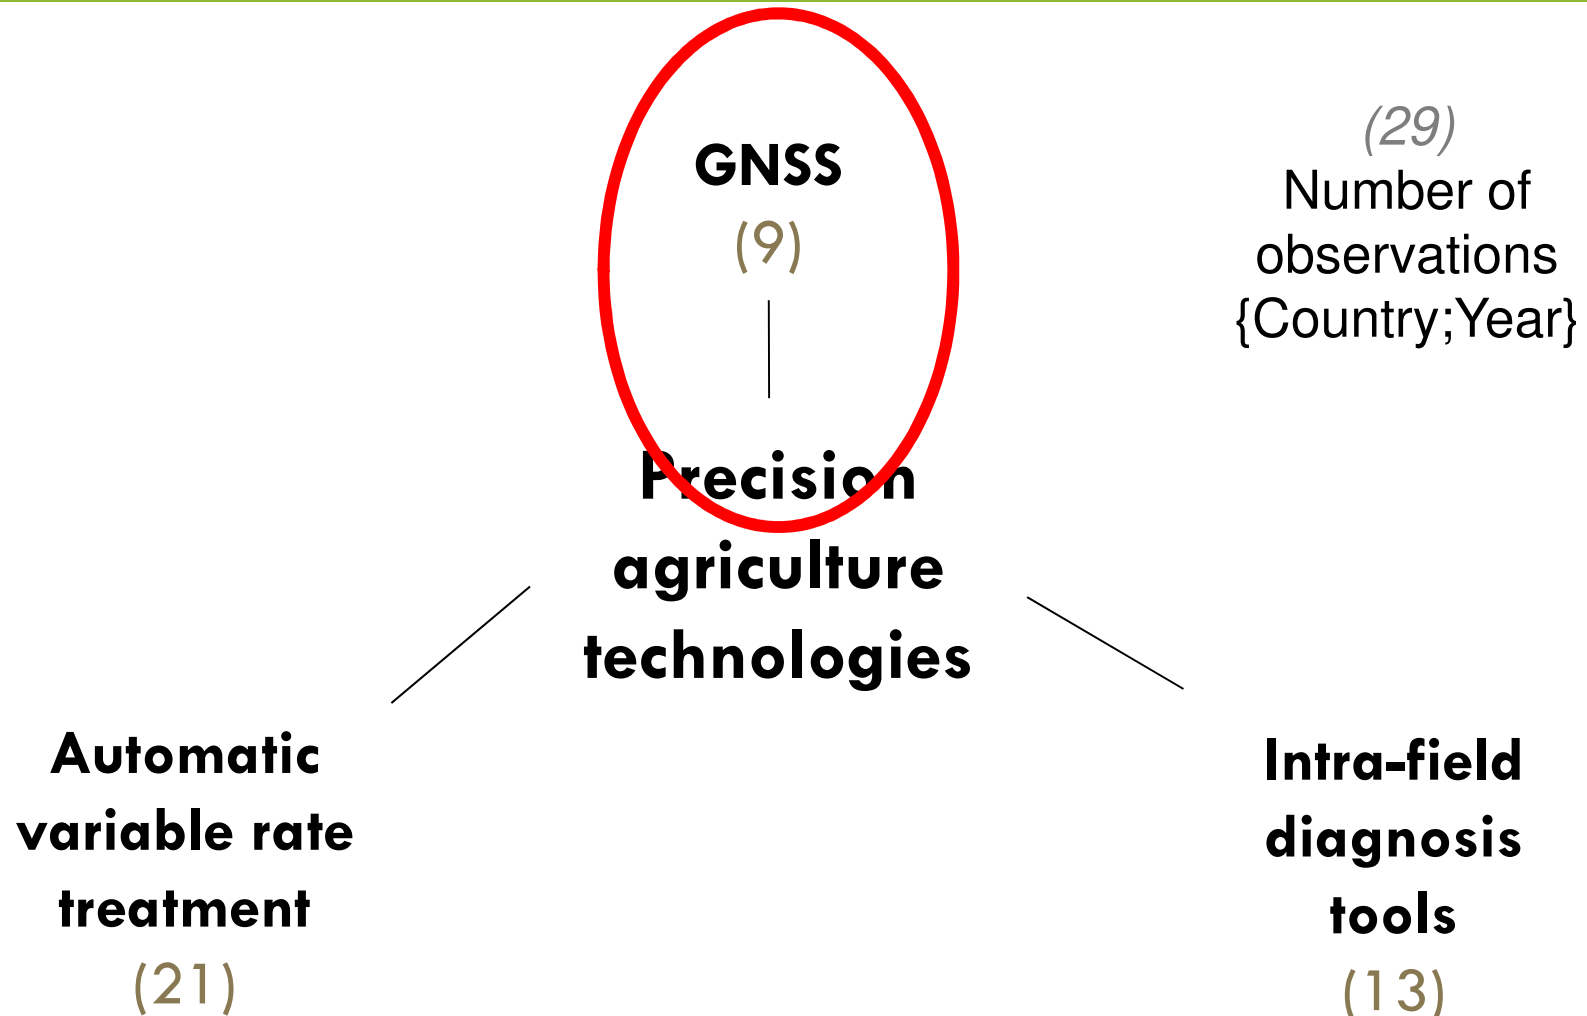 GNSS
(9)
(29)
Number of
observations
{Country;Year}
Precision
agriculture
technologies
Automatic
variable rate
treatment
(21)
Intra-field
diagnosis
tools
(13)